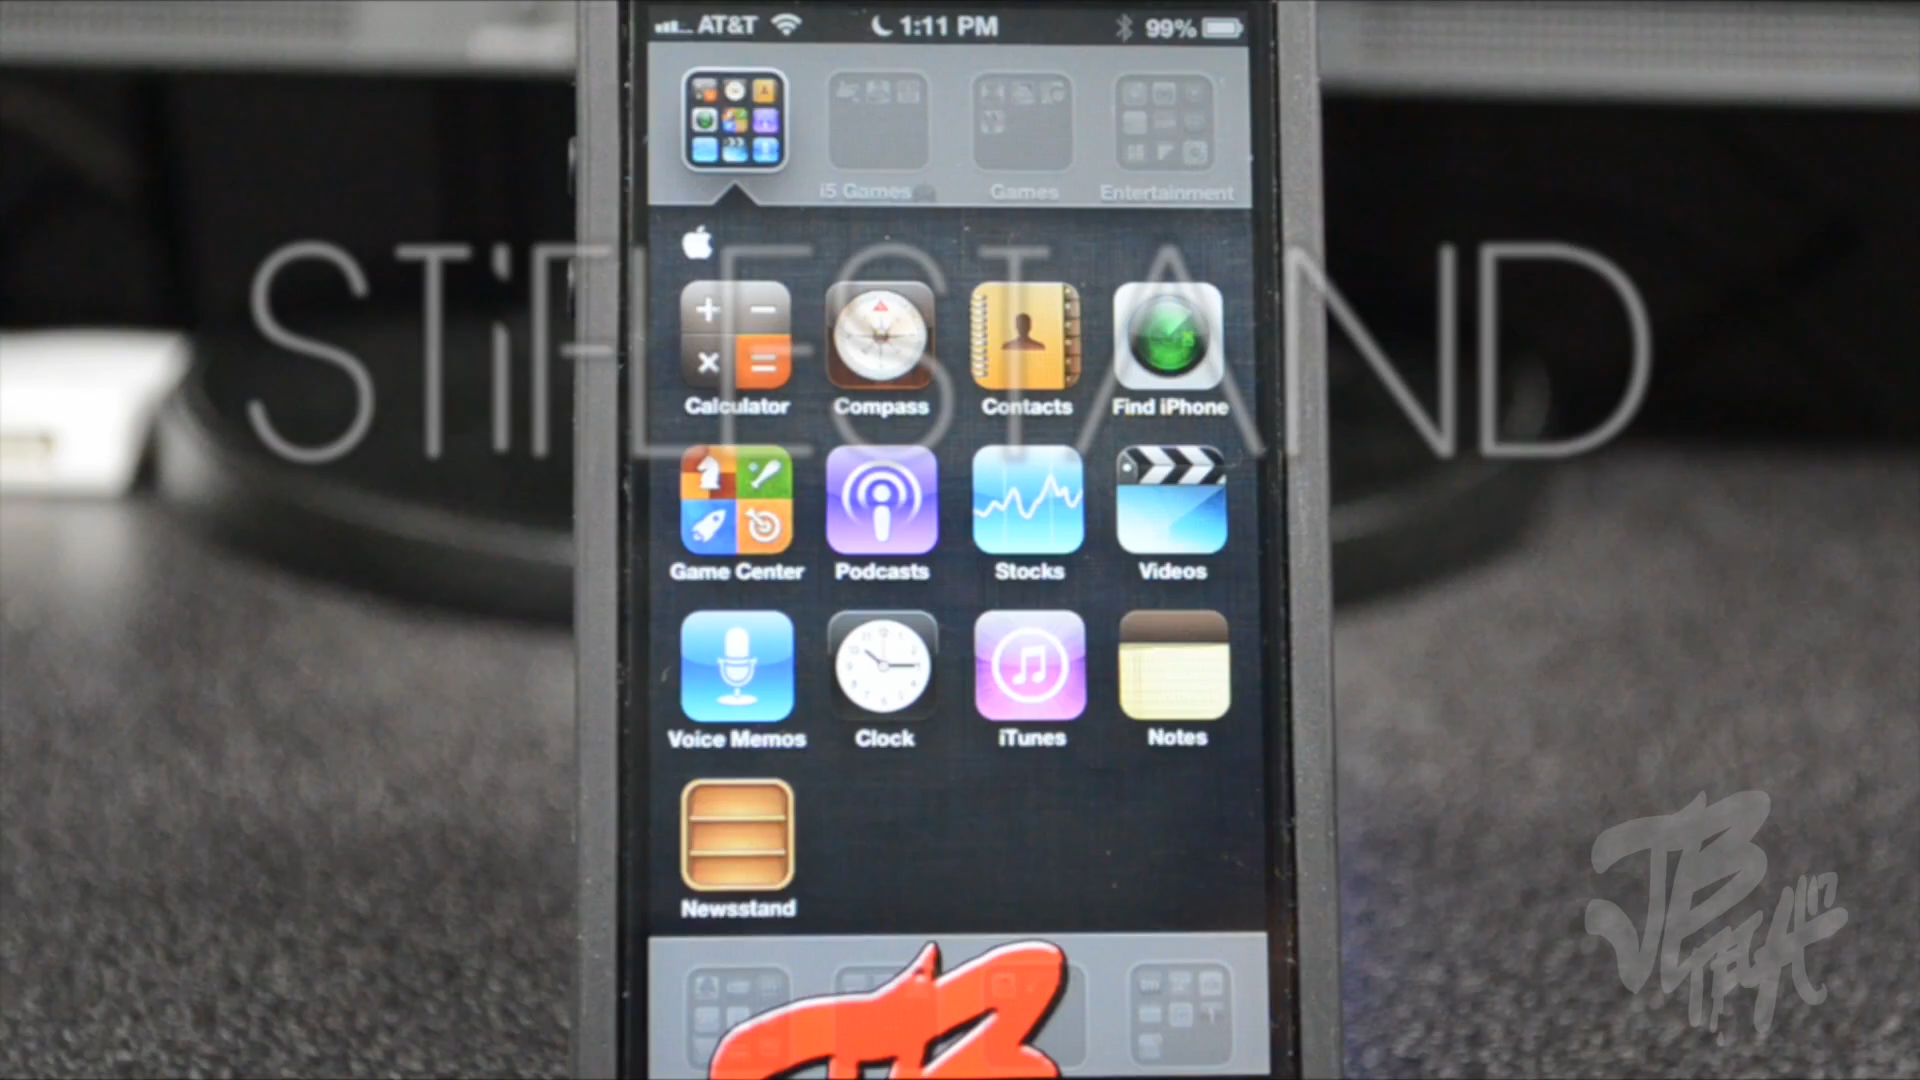 AT&T 1:11 PM 99%
i5 Games Games Entertainment
STiFLESTAND
Calculator Compass Contacts Find iPhone
Game Center Podcasts Stocks Videos
Voice Memos Clock iTunes Notes
Newsstand
JB